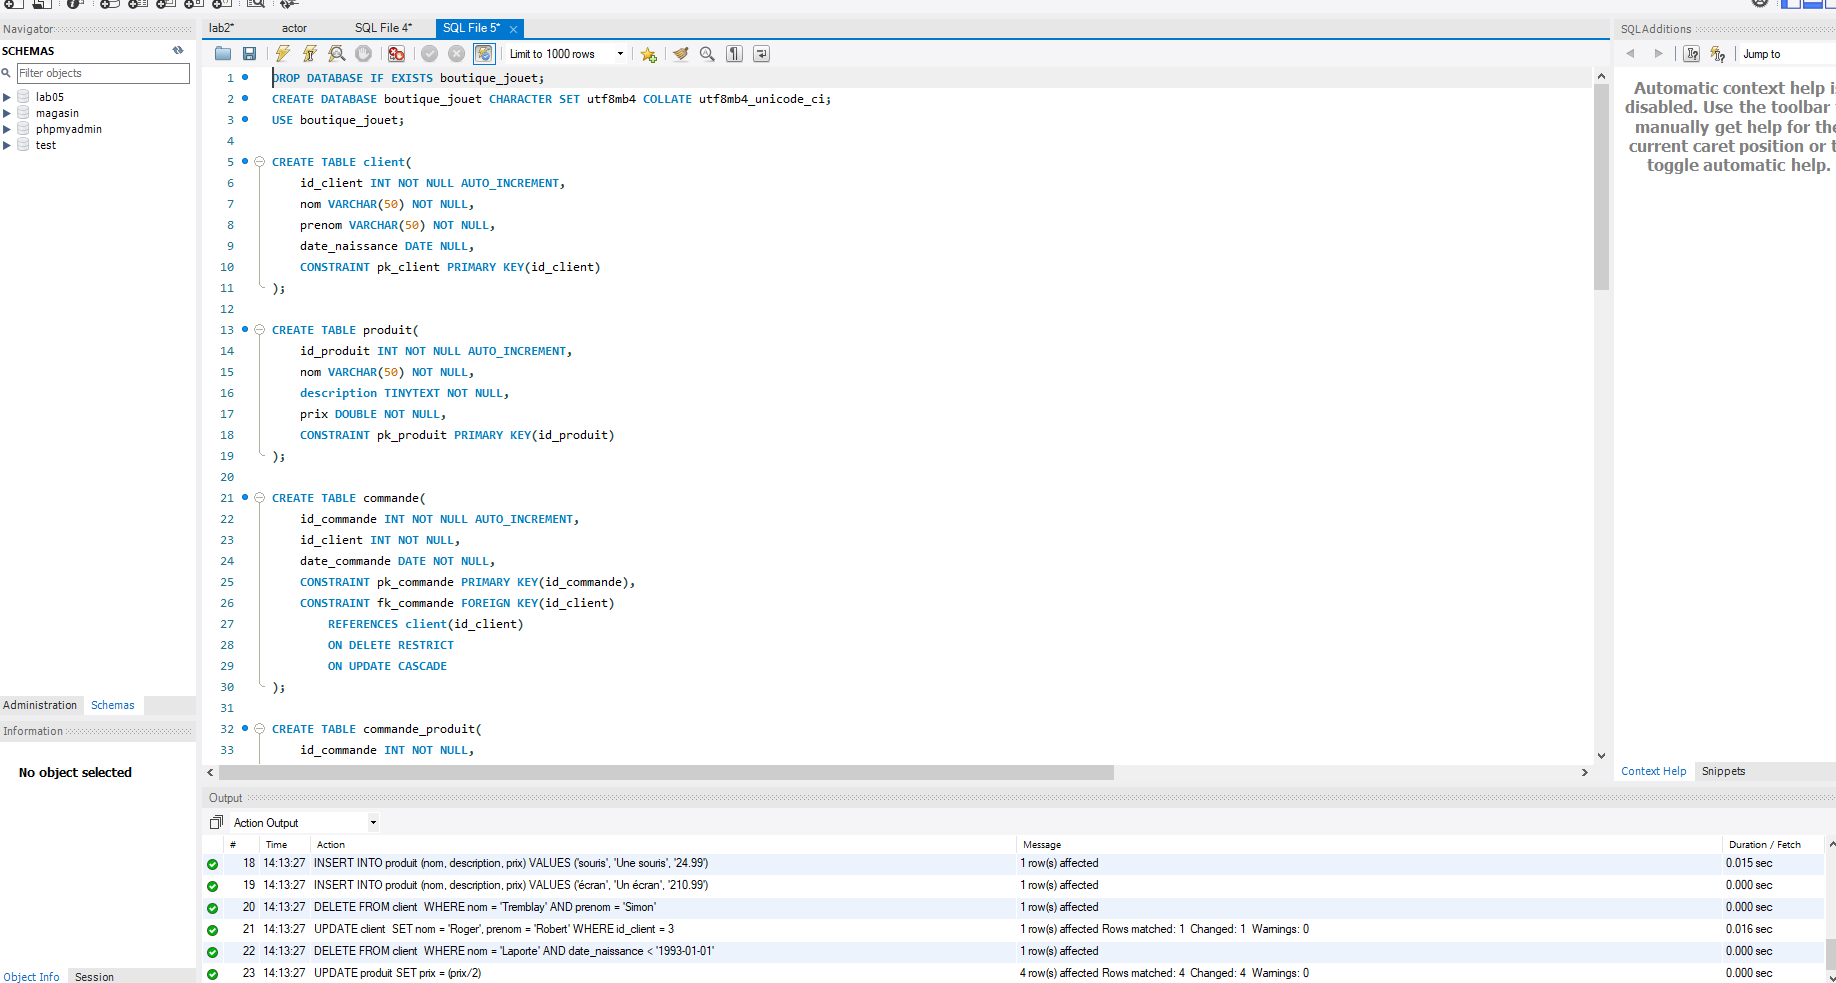 Navigator
SCHEMAS
Filter objects
lab05
magasin
phpmyadmin
test
Administration Schemas
Information
No object selected
Object Info Session
lab2* actor SQL File 4* SQL File 5*
Limit to 1000 rows
1 DROP DATABASE IF EXISTS boutique_jouet;
2 CREATE DATABASE boutique_jouet CHARACTER SET utf8mb4 COLLATE utf8mb4_unicode_ci;
3 USE boutique_jouet;
4
5 CREATE TABLE client(
6 id_client INT NOT NULL AUTO_INCREMENT,
7 nom VARCHAR(50) NOT NULL,
8 prenom VARCHAR(50) NOT NULL,
9 date_naissance DATE NULL,
10 CONSTRAINT pk_client PRIMARY KEY(id_client)
11 );
12
13 CREATE TABLE produit(
14 id_produit INT NOT NULL AUTO_INCREMENT,
15 nom VARCHAR(50) NOT NULL,
16 description TINYTEXT NOT NULL,
17 prix DOUBLE NOT NULL,
18 CONSTRAINT pk_produit PRIMARY KEY(id_produit)
19 );
20
21 CREATE TABLE commande(
22 id_commande INT NOT NULL AUTO_INCREMENT,
23 id_client INT NOT NULL,
24 date_commande DATE NOT NULL,
25 CONSTRAINT pk_commande PRIMARY KEY(id_commande),
26 CONSTRAINT fk_commande FOREIGN KEY(id_client)
27 REFERENCES client(id_client)
28 ON DELETE RESTRICT
29 ON UPDATE CASCADE
30 );
31
32 CREATE TABLE commande_produit(
33 id_commande INT NOT NULL,
SQLAdditions
Jump to
Automatic context help is
disabled. Use the toolbar
manually get help for the
current caret position or
toggle automatic help.
Context Help Snippets
Output
Action Output
# Time Action Message Duration / Fetch
18 14:13:27 INSERT INTO produit (nom, description, prix) VALUES ('souris', 'Une souris', '24.99') 1 row(s) affected 0.015 sec
19 14:13:27 INSERT INTO produit (nom, description, prix) VALUES ('écran', 'Un écran', '210.99') 1 row(s) affected 0.000 sec
20 14:13:27 DELETE FROM client  WHERE nom = 'Tremblay' AND prenom = 'Simon' 1 row(s) affected 0.000 sec
21 14:13:27 UPDATE client  SET nom = 'Roger', prenom = 'Robert' WHERE id_client = 3 1 row(s) affected Rows matched: 1  Changed: 1  Warnings: 0 0.016 sec
22 14:13:27 DELETE FROM client  WHERE nom = 'Laporte' AND date_naissance < '1993-01-01' 1 row(s) affected 0.000 sec
23 14:13:27 UPDATE produit SET prix = (prix/2) 4 row(s) affected Rows matched: 4  Changed: 4  Warnings: 0 0.000 sec